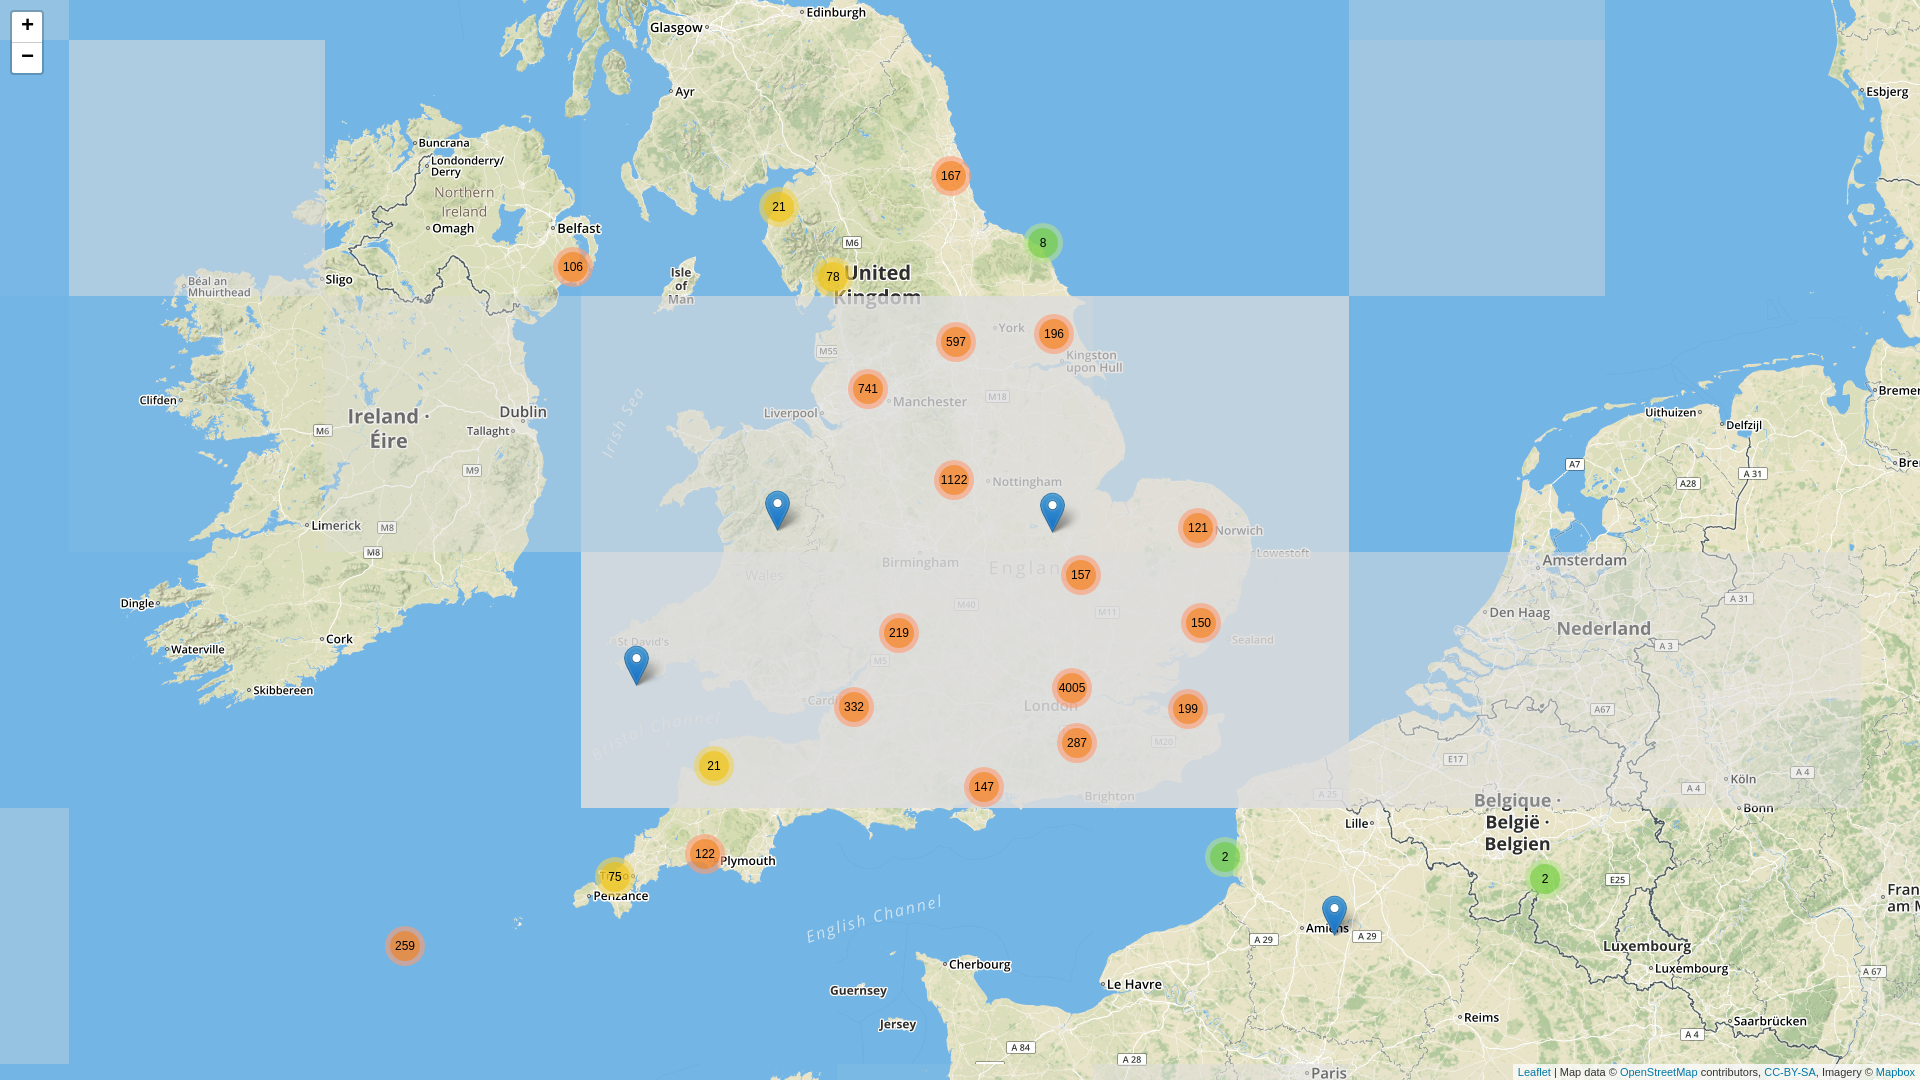 +
−
Glasgow
Edinburgh
Ayr
Esbjerg
Buncrana
Londonderry/
Derry
Northern
Ireland
Omagh
Belfast
167
21
M6
8
106
78
United
Kingdom
Isle
of
Man
Sligo
Béal an
Mhuirthead
597
York
196
M55
Kingston
upon Hull
741
Manchester
M18
Liverpool
Irish Sea
Clifden
Ireland ·
Éire
Dublin
Tallaght
M6
M9
Uithuizen
Delfzijl
Bremer
A7
A 31
A28
Bre
1122
Nottingham
121
Norwich
Lowestoft
Limerick
M8
M8
Birmingham
Englan
157
Wales
Amsterdam
M40
M11
A 31
Den Haag
Nederland
Dingle
Waterville
Cork
Skibbereen
St David's
219
150
Sealand
M5
A 3
4005
London
199
Cardi
332
A67
Bristol Channel
287
M20
E17
21
147
Brighton
A 25
A 4
Köln
A 4
Bonn
Belgique ·
België ·
Belgien
Lille
122
Plymouth
75
Penzance
2
2
E25
Fran
am M
English Channel
259
Amiens
A 29
A 29
Luxembourg
Luxembourg
A 67
Cherbourg
Le Havre
Guernsey
Jersey
Reims
Saarbrücken
A 4
A 84
A 28
Paris
Leaflet | Map data © OpenStreetMap contributors, CC-BY-SA, Imagery © Mapbox